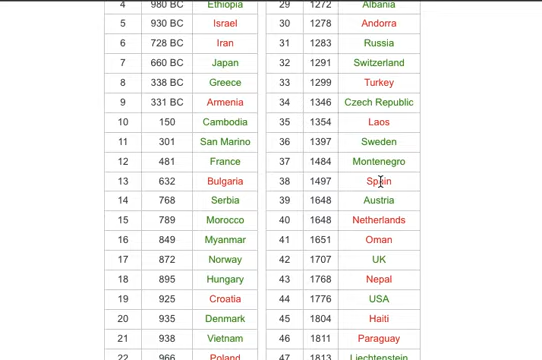 4 980 BC Ethiopia 29 1272 Albania
5 930 BC Israel 30 1278 Andorra
6 728 BC Iran 31 1283 Russia
7 660 BC Japan 32 1291 Switzerland
8 338 BC Greece 33 1299 Turkey
9 331 BC Armenia 34 1346 Czech Republic
10 150 Cambodia 35 1354 Laos
11 301 San Marino 36 1397 Sweden
12 481 France 37 1484 Montenegro
13 632 Bulgaria 38 1497 Spain
14 768 Serbia 39 1648 Austria
15 789 Morocco 40 1648 Netherlands
16 849 Myanmar 41 1651 Oman
17 872 Norway 42 1707 UK
18 895 Hungary 43 1768 Nepal
19 925 Croatia 44 1776 USA
20 935 Denmark 45 1804 Haiti
21 938 Vietnam 46 1811 Paraguay
22 966 Poland 47 1813 Liechtenstein